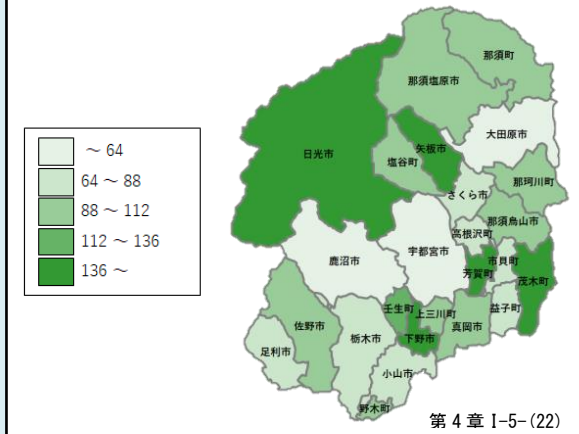 ～ 64
64 ～ 88
88 ～ 112
112 ～ 136
136 ～
那須町
那須塩原市
大田原市
矢板市
日光市
塩谷町
那珂川町
さくら市
那須烏山市
高根沢町
宇都宮市
市貝町
鹿沼市
芳賀町
茂木町
壬生町
上三川町
益子町
佐野市
真岡市
栃木市
下野市
足利市
小山市
野木町
第4章 I-5-(22)